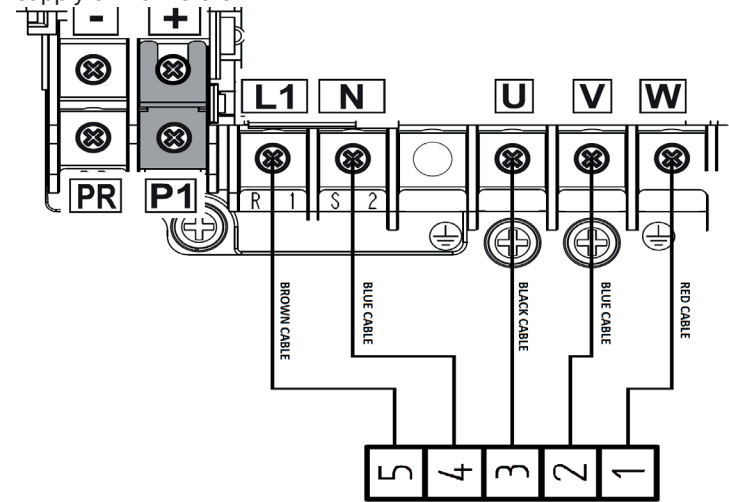 - +
L1 N U V W
PR P1
R 1 S 2
BROWN CABLE
BLUE CABLE
BLACK CABLE
BLUE CABLE
RED CABLE
5 4 3 2 1